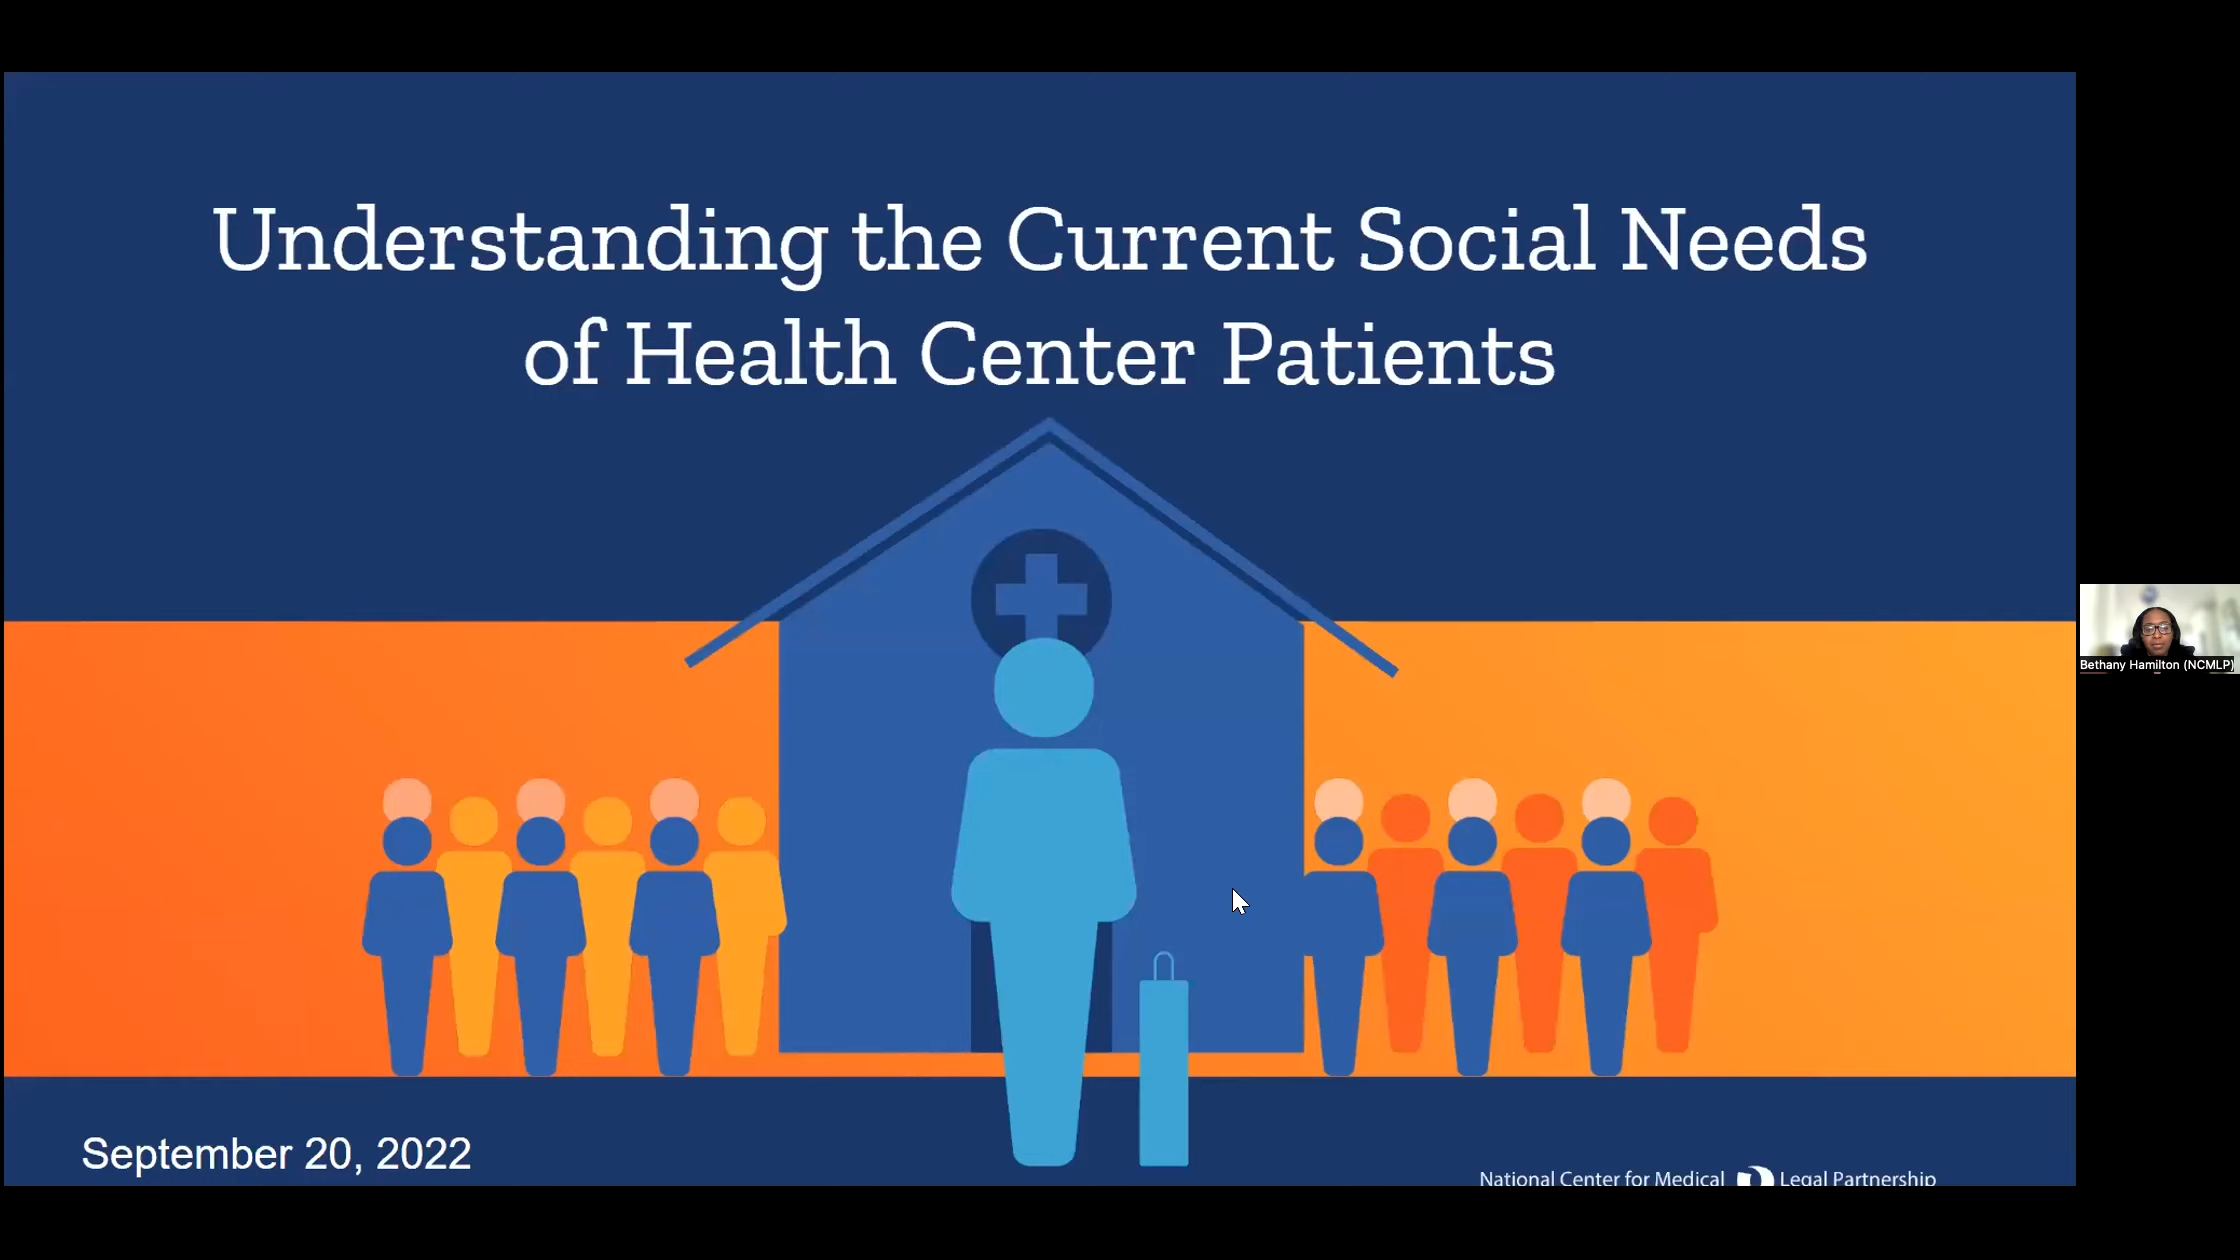 Understanding the Current Social Needs
of Health Center Patients
Bethany Hamilton (NCMLP)
September 20, 2022
National Center for Medical Legal Partnership